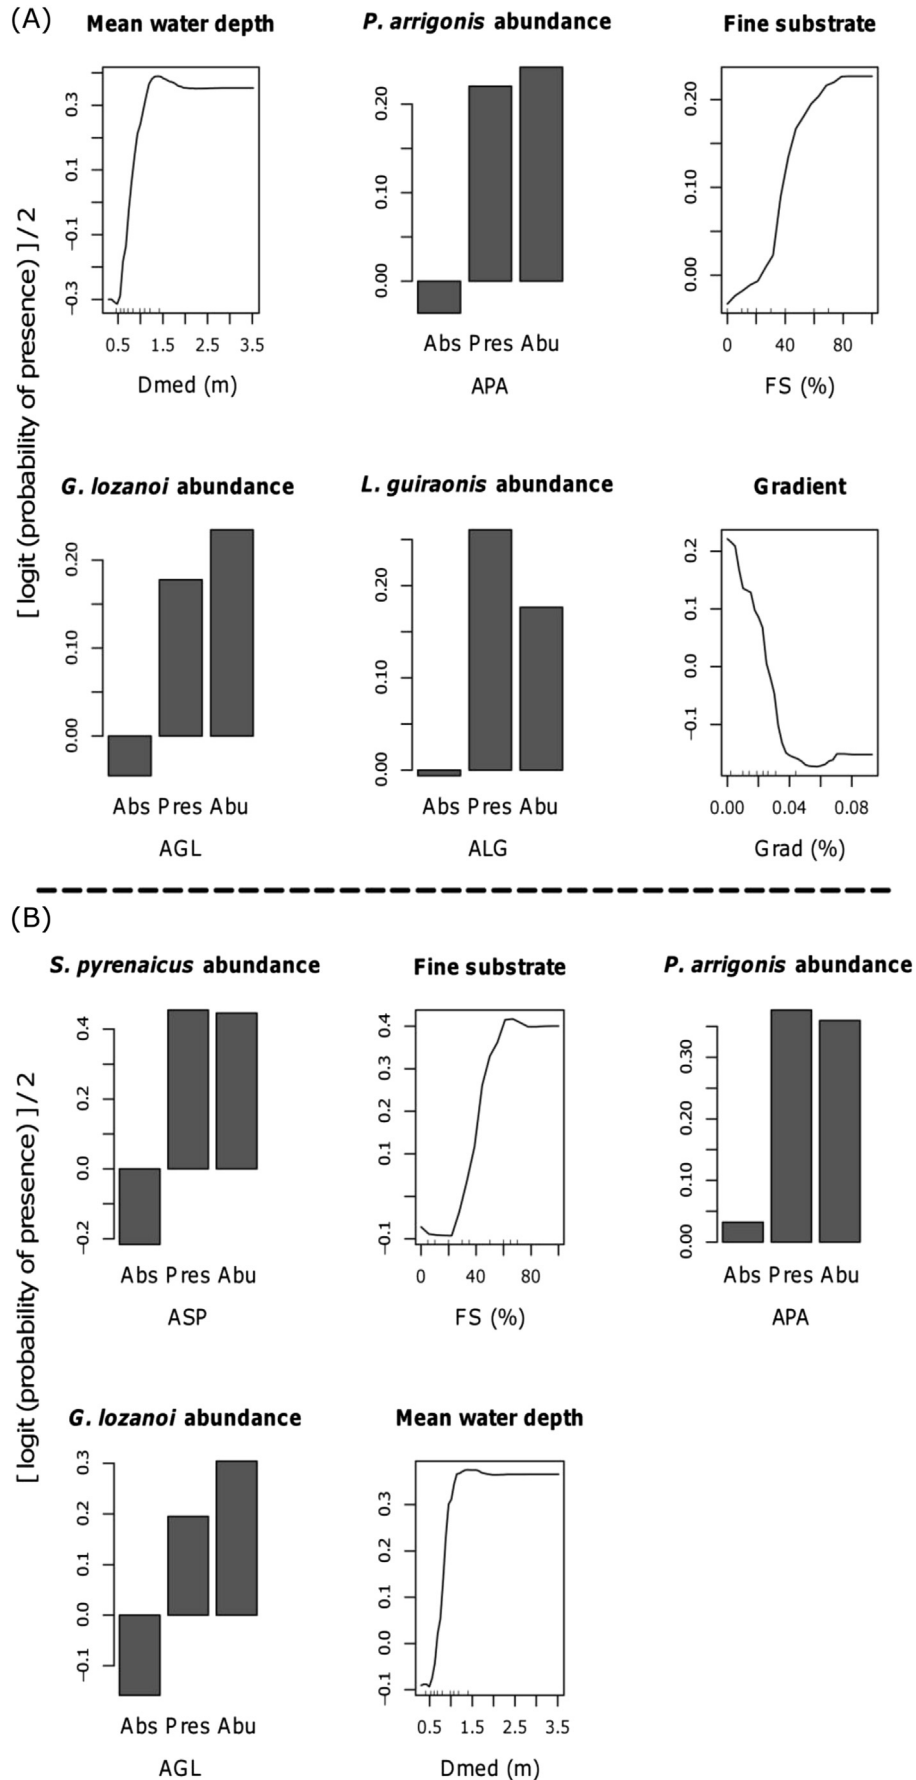 (A)
Mean water depth
P. arrigonis abundance
Fine substrate
[logit (probability of presence) ] / 2
0.3
0.1
−0.1
−0.3
0.5 1.5 2.5 3.5
Dmed (m)
0.20
0.10
0.00
Abs Pres Abu
APA
0.20
0.10
0.00
0 40 80
FS (%)
G. lozanoi abundance
L. guiraonis abundance
Gradient
0.20
0.10
0.00
Abs Pres Abu
AGL
0.20
0.10
0.00
Abs Pres Abu
ALG
0.2
0.1
0.0
−0.1
0.00 0.04 0.08
Grad (%)
(B)
S. pyrenaicus abundance
Fine substrate
P. arrigonis abundance
[logit (probability of presence) ] / 2
0.4
0.2
0.0
−0.2
Abs Pres Abu
ASP
0.4
0.3
0.2
0.1
−0.1
0 40 80
FS (%)
0.30
0.20
0.10
0.00
Abs Pres Abu
APA
G. lozanoi abundance
Mean water depth
0.3
0.2
0.1
0.0
−0.1
Abs Pres Abu
AGL
0.3
0.2
0.1
0.0
−0.1
0.5 1.5 2.5 3.5
Dmed (m)